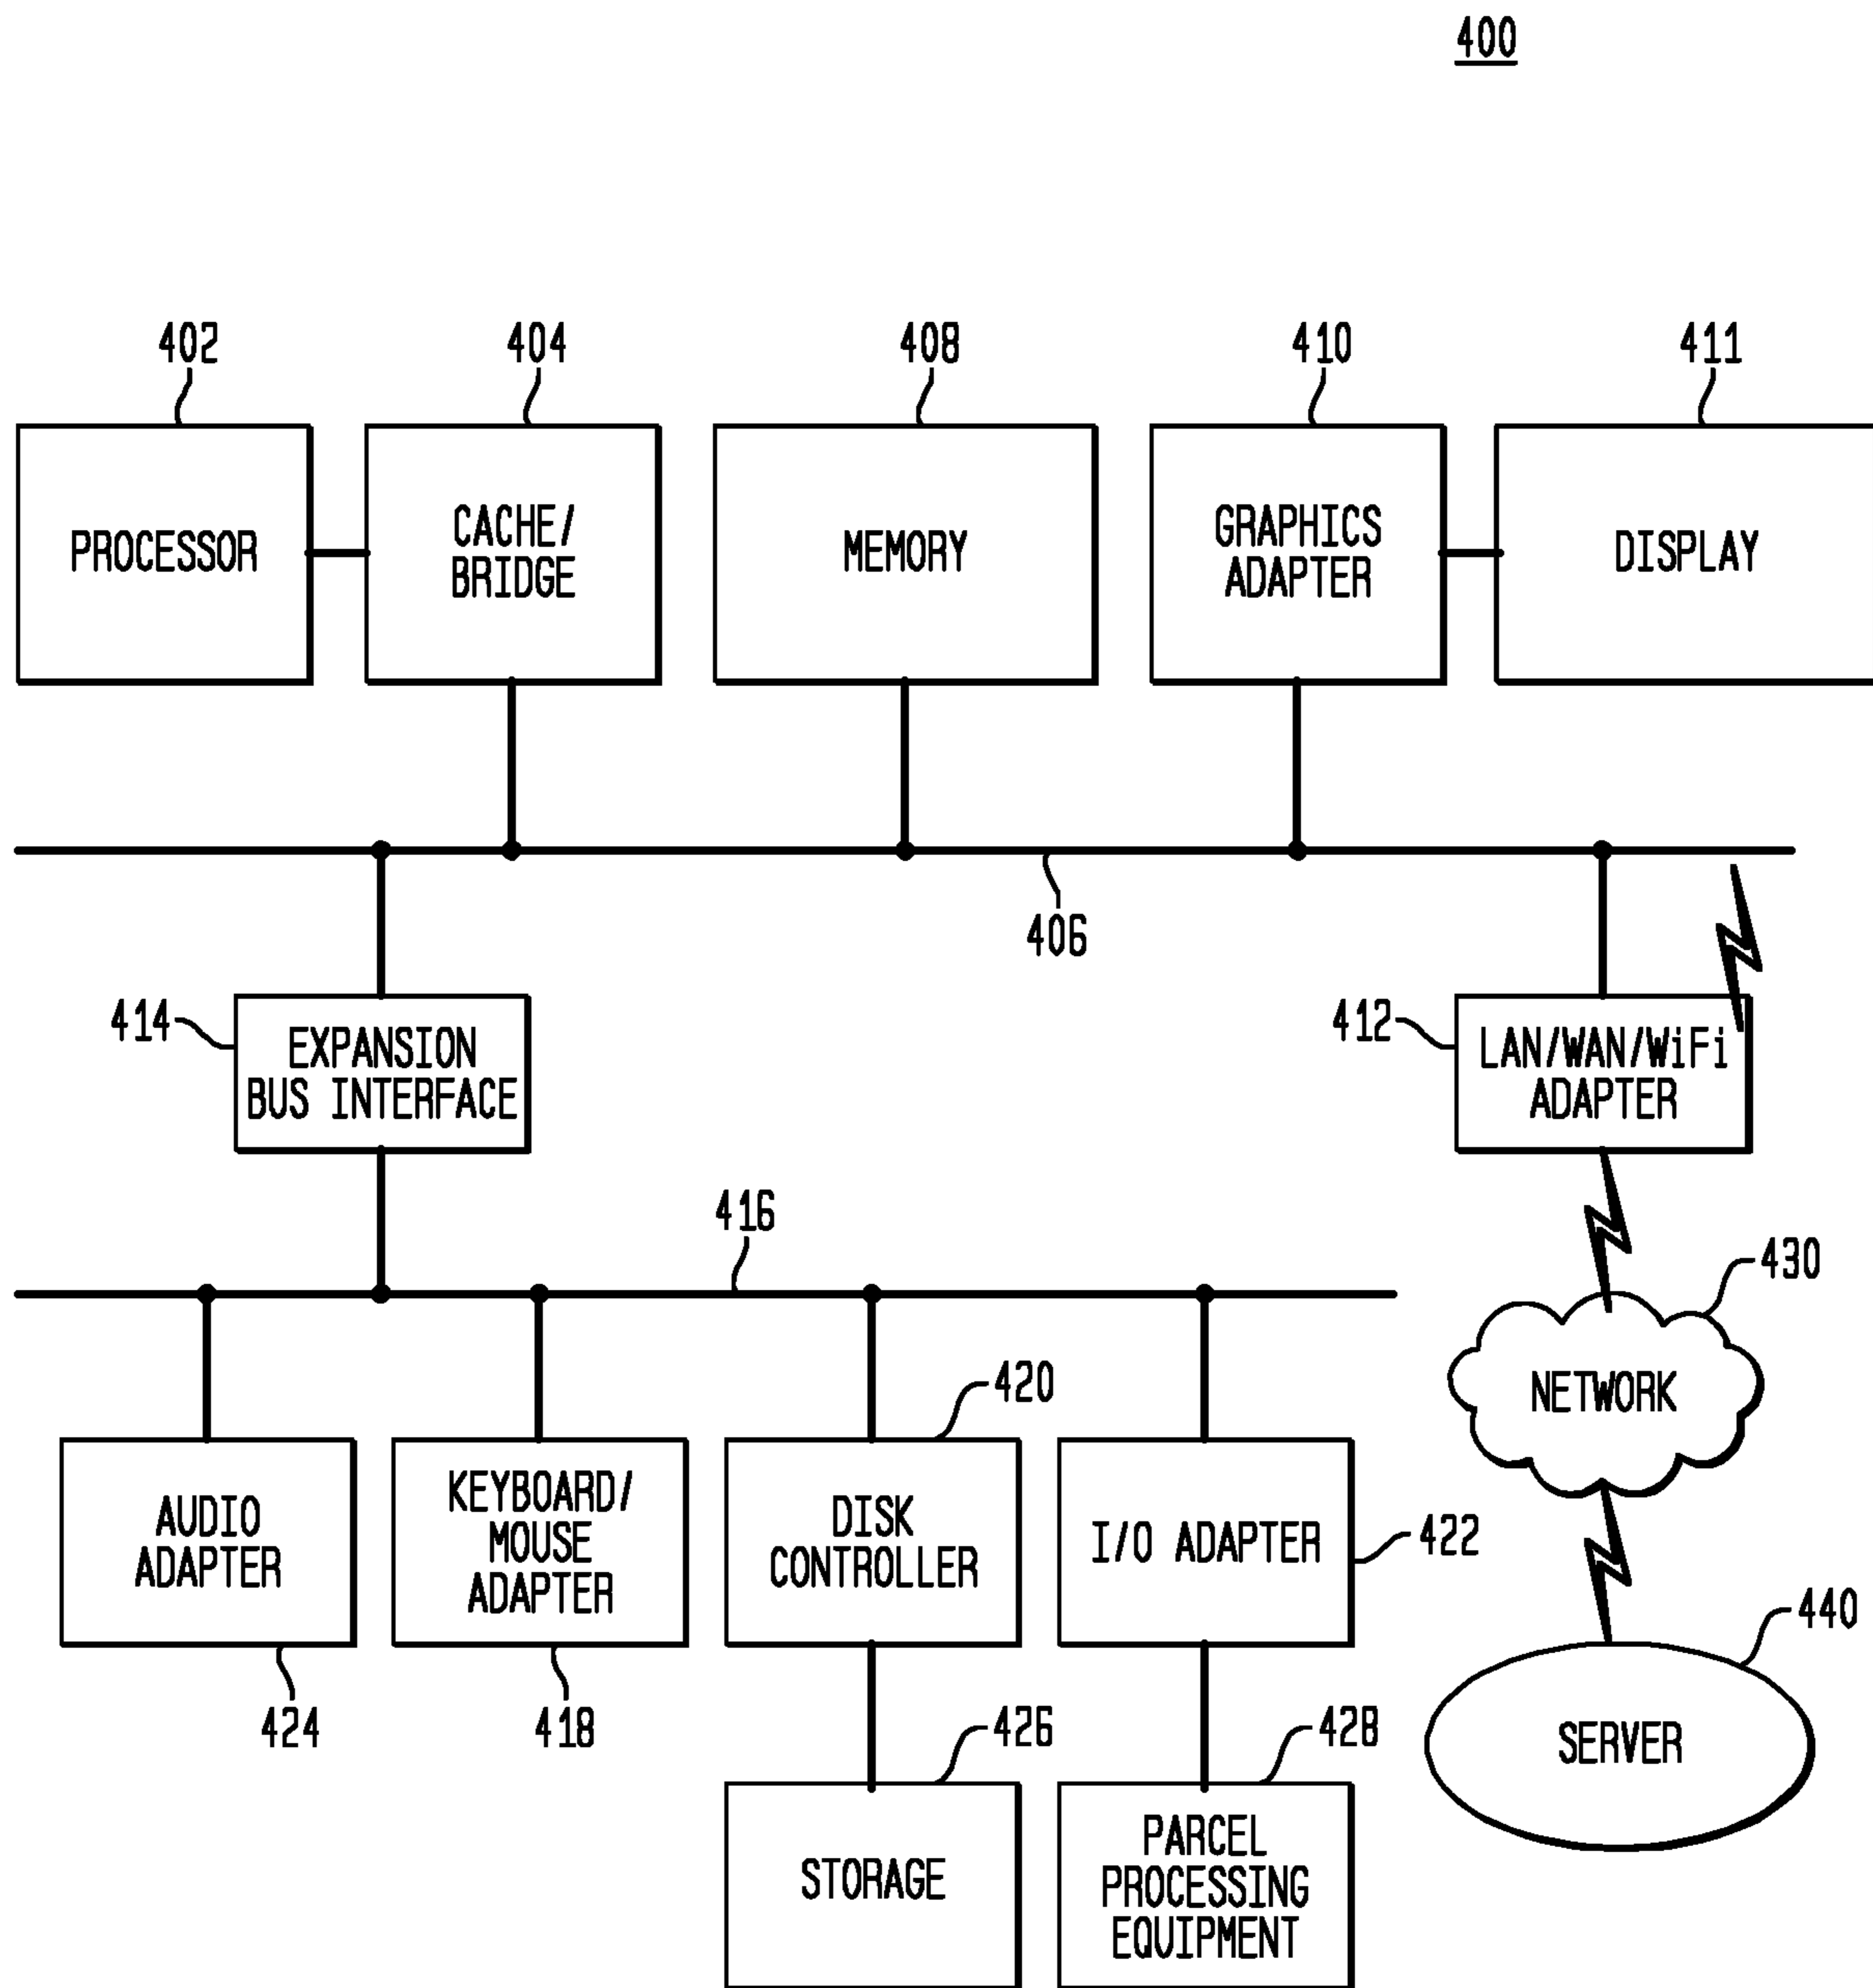 400
402
404
408
410
411
PROCESSOR
CACHE/
BRIDGE
MEMORY
GRAPHICS
ADAPTER
DISPLAY
406
414
EXPANSION
BUS INTERFACE
412
LAN/WAN/WiFi
ADAPTER
416
430
NETWORK
420
AUDIO
ADAPTER
KEYBOARD/
MOUSE
ADAPTER
DISK
CONTROLLER
I/O ADAPTER
422
424
418
426
428
440
SERVER
STORAGE
PARCEL
PROCESSING
EQUIPMENT